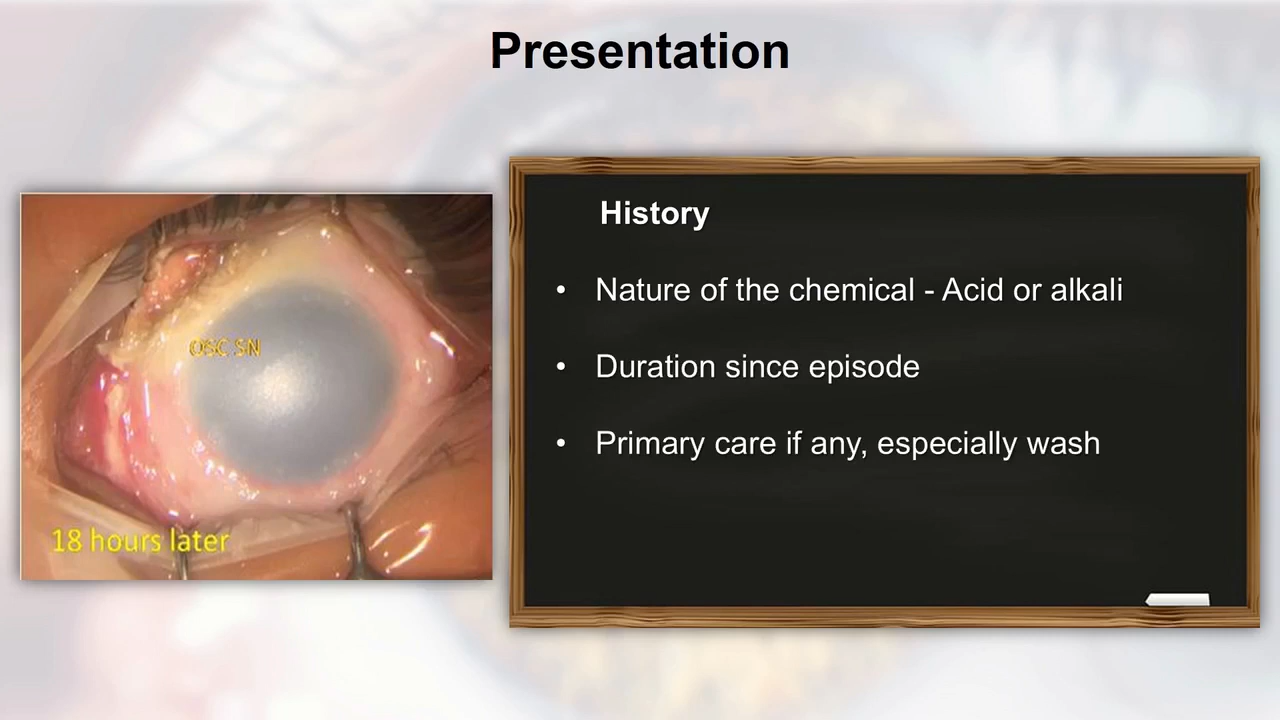 Presentation
History
• Nature of the chemical - Acid or alkali
• Duration since episode
• Primary care if any, especially wash
OSC SN
18 hours later